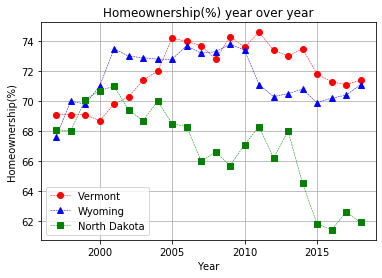 Homeownership(%) year over year
Homeownership(%)
74
72
70
68
66
64
62
Vermont
Wyoming
North Dakota
2000
2005
2010
2015
Year